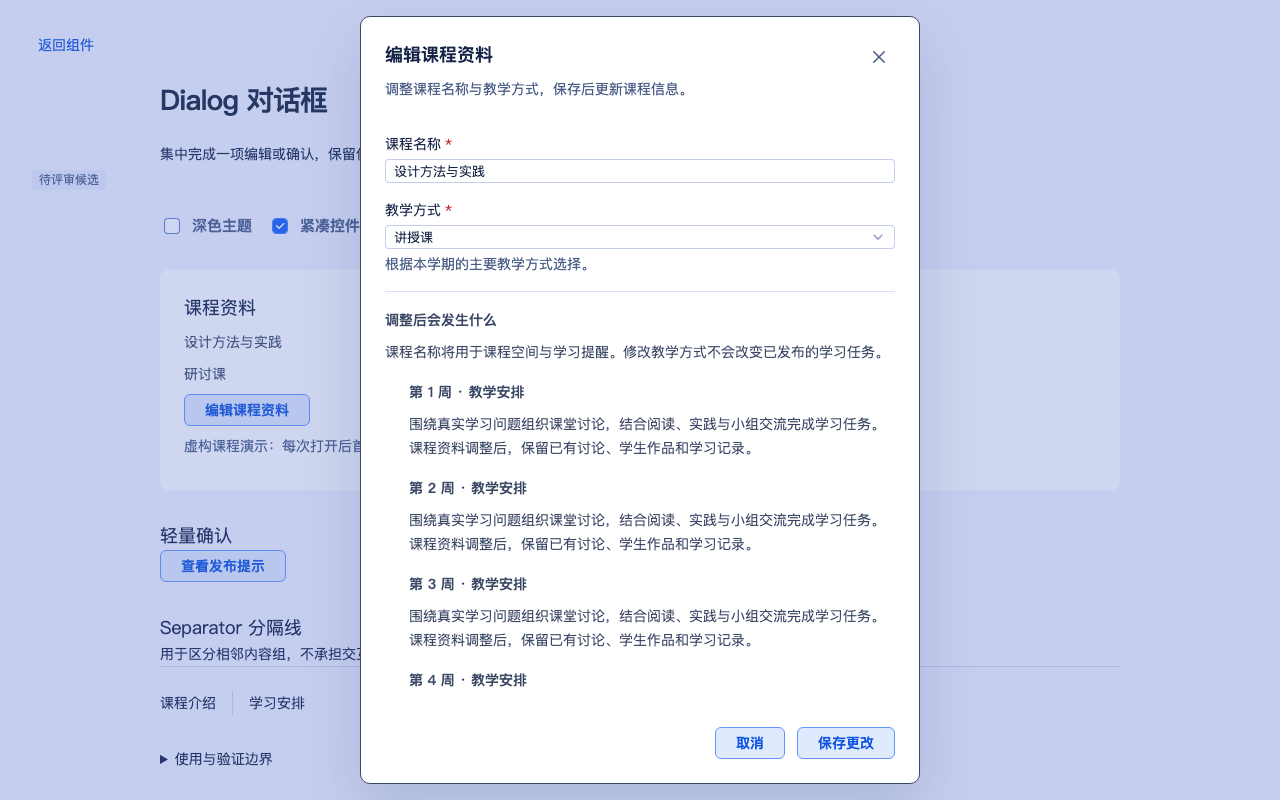 返回组件
Dialog 对话框
集中完成一项编辑或确认，保留
待评审候选
深色主题
紧凑控件
课程资料
设计方法与实践
研讨课
编辑课程资料
虚构课程演示：每次打开后
轻量确认
查看发布提示
Separator 分隔线
用于区分相邻内容组，不承担交
课程介绍
学习安排
使用与验证边界
编辑课程资料
调整课程名称与教学方式，保存后更新课程信息。
课程名称 *
设计方法与实践
教学方式 *
讲授课
根据本学期的主要教学方式选择。
调整后会发生什么
课程名称将用于课程空间与学习提醒。修改教学方式不会改变已发布的学习任务。
第 1 周 · 教学安排
围绕真实学习问题组织课堂讨论，结合阅读、实践与小组交流完成学习任务。
课程资料调整后，保留已有讨论、学生作品和学习记录。
第 2 周 · 教学安排
围绕真实学习问题组织课堂讨论，结合阅读、实践与小组交流完成学习任务。
课程资料调整后，保留已有讨论、学生作品和学习记录。
第 3 周 · 教学安排
围绕真实学习问题组织课堂讨论，结合阅读、实践与小组交流完成学习任务。
课程资料调整后，保留已有讨论、学生作品和学习记录。
第 4 周 · 教学安排
取消
保存更改